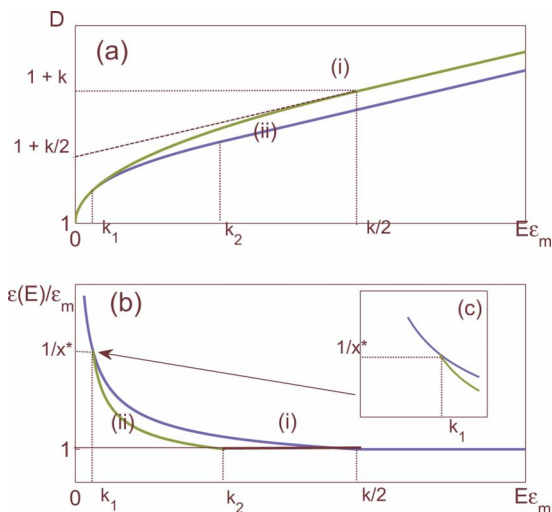 D
(a)
(i)
1 + k
(ii)
1 + k/2
1
0
k1
k2
k/2
Eεm
ε(E)/εm
(b)
(c)
1/x*
1/x*
k1
(ii)
(i)
1
0
k1
k2
k/2
Eεm